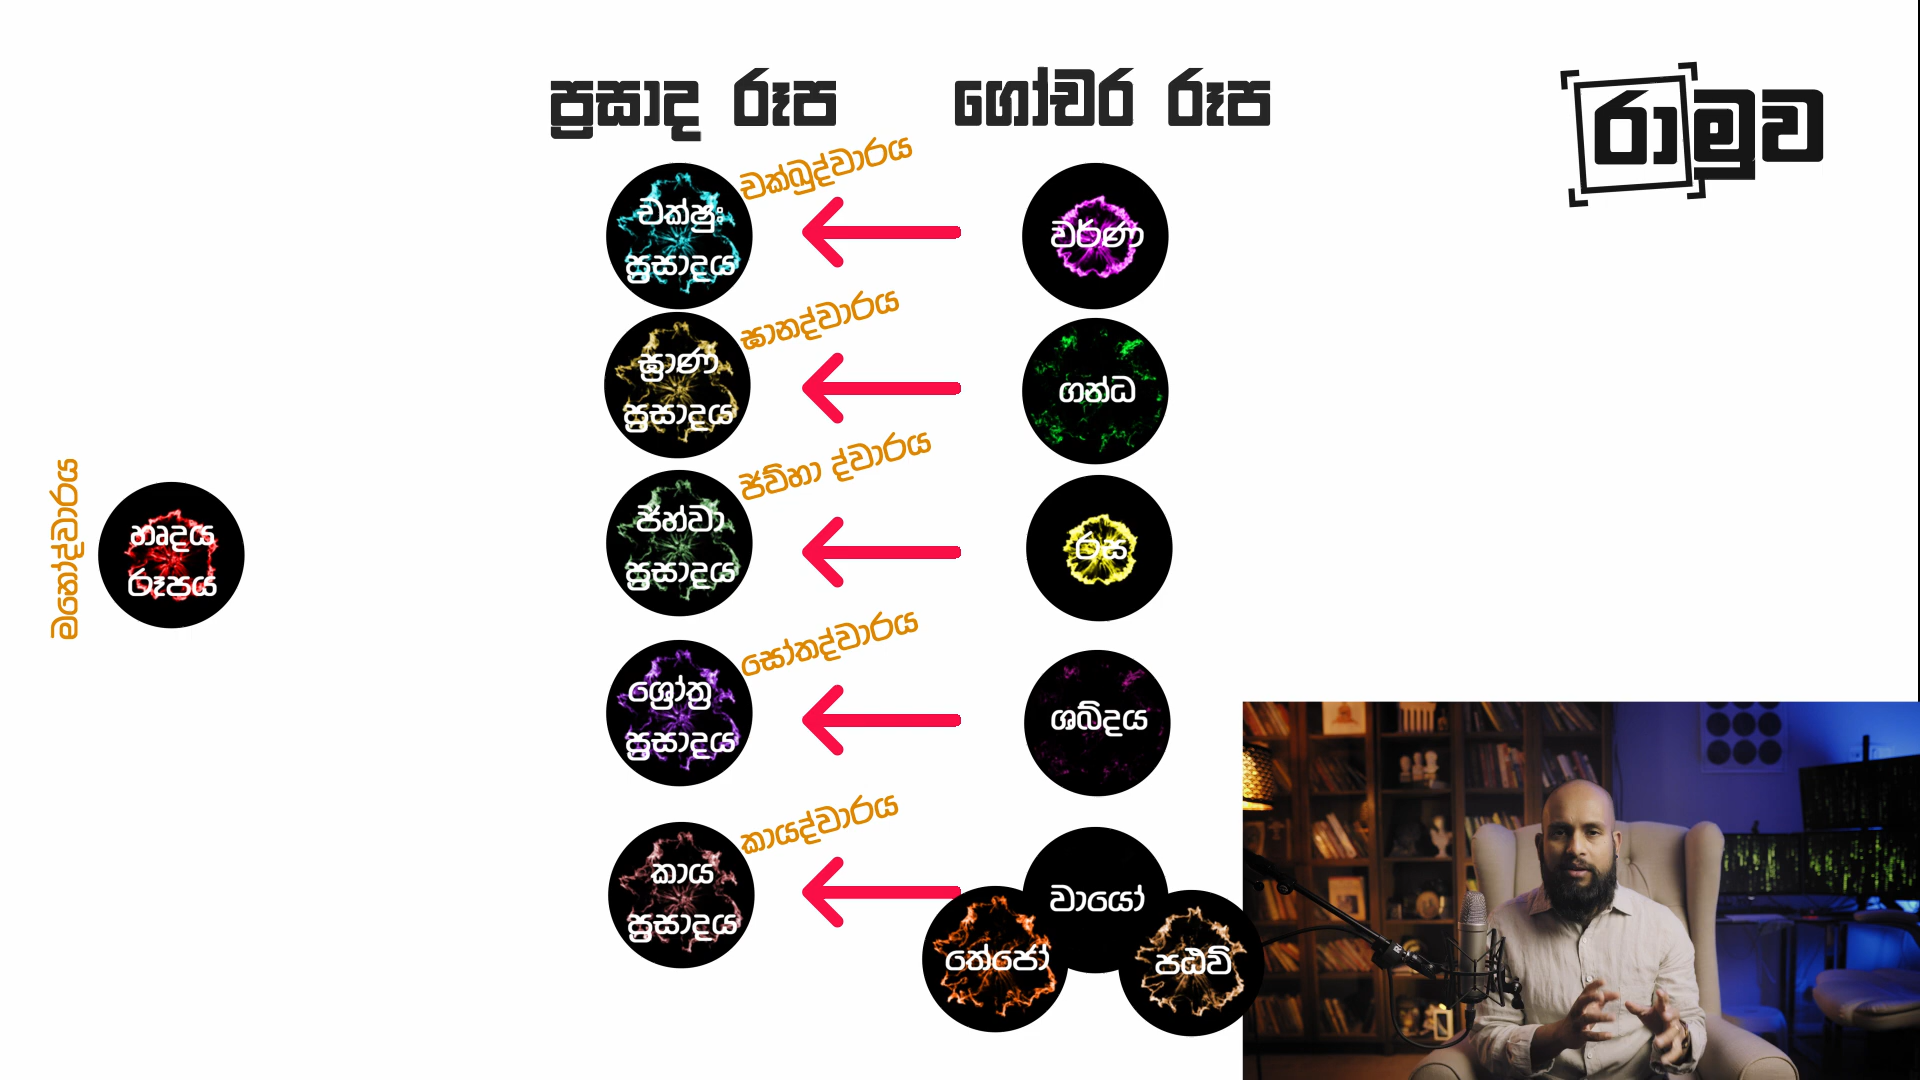 ප්‍රසාද රූප
ගෝචර රූප
රාමුව
චක්ඛුද්වාරය
චක්ෂුඃ
ප්‍රසාදය
වර්ණ
ඝානද්වාරය
ඝ්‍රාණ
ප්‍රසාදය
ගන්ධ
ජිව්හා ද්වාරය
ජිහ්වා
ප්‍රසාදය
රස
මනෝද්වාරය
හෘදය
රූපය
සෝතද්වාරය
ශ්‍රෝත්‍ර
ප්‍රසාදය
ශබ්දය
කායද්වාරය
කාය
ප්‍රසාදය
වායෝ
තේජෝ
පඨවි